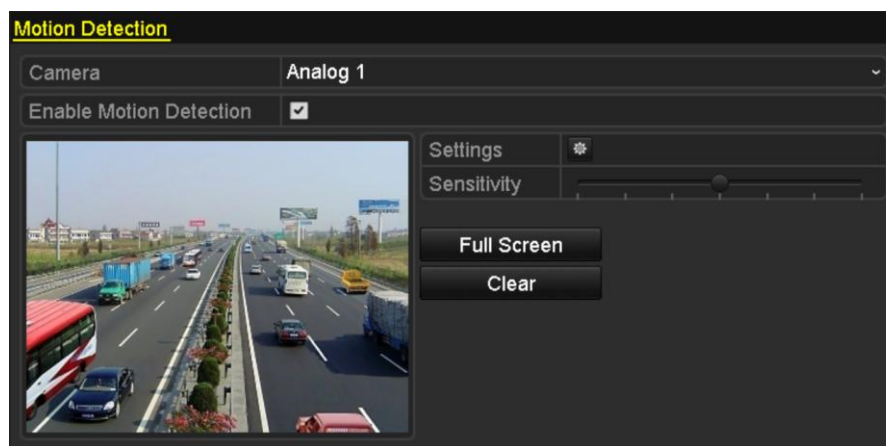 Motion Detection
Camera Analog 1
Enable Motion Detection
Settings
Sensitivity
Full Screen
Clear